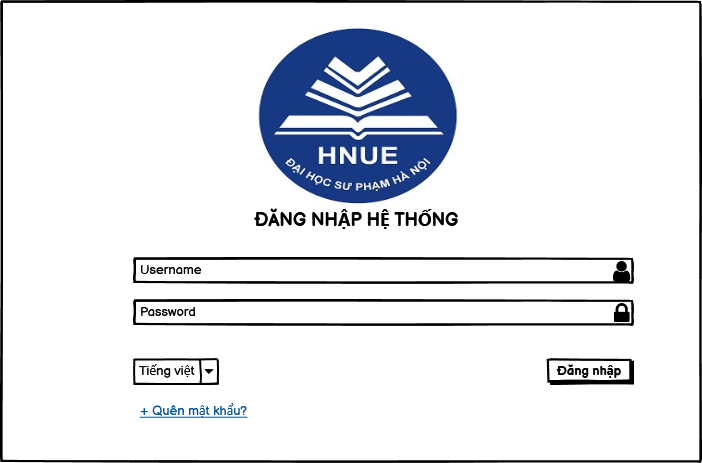 HNUE
ĐẠI HỌC SƯ PHẠM HÀ NỘI
ĐĂNG NHẬP HỆ THỐNG
Username
Password
Tiếng việt
Đăng nhập
+ Quên mật khẩu?